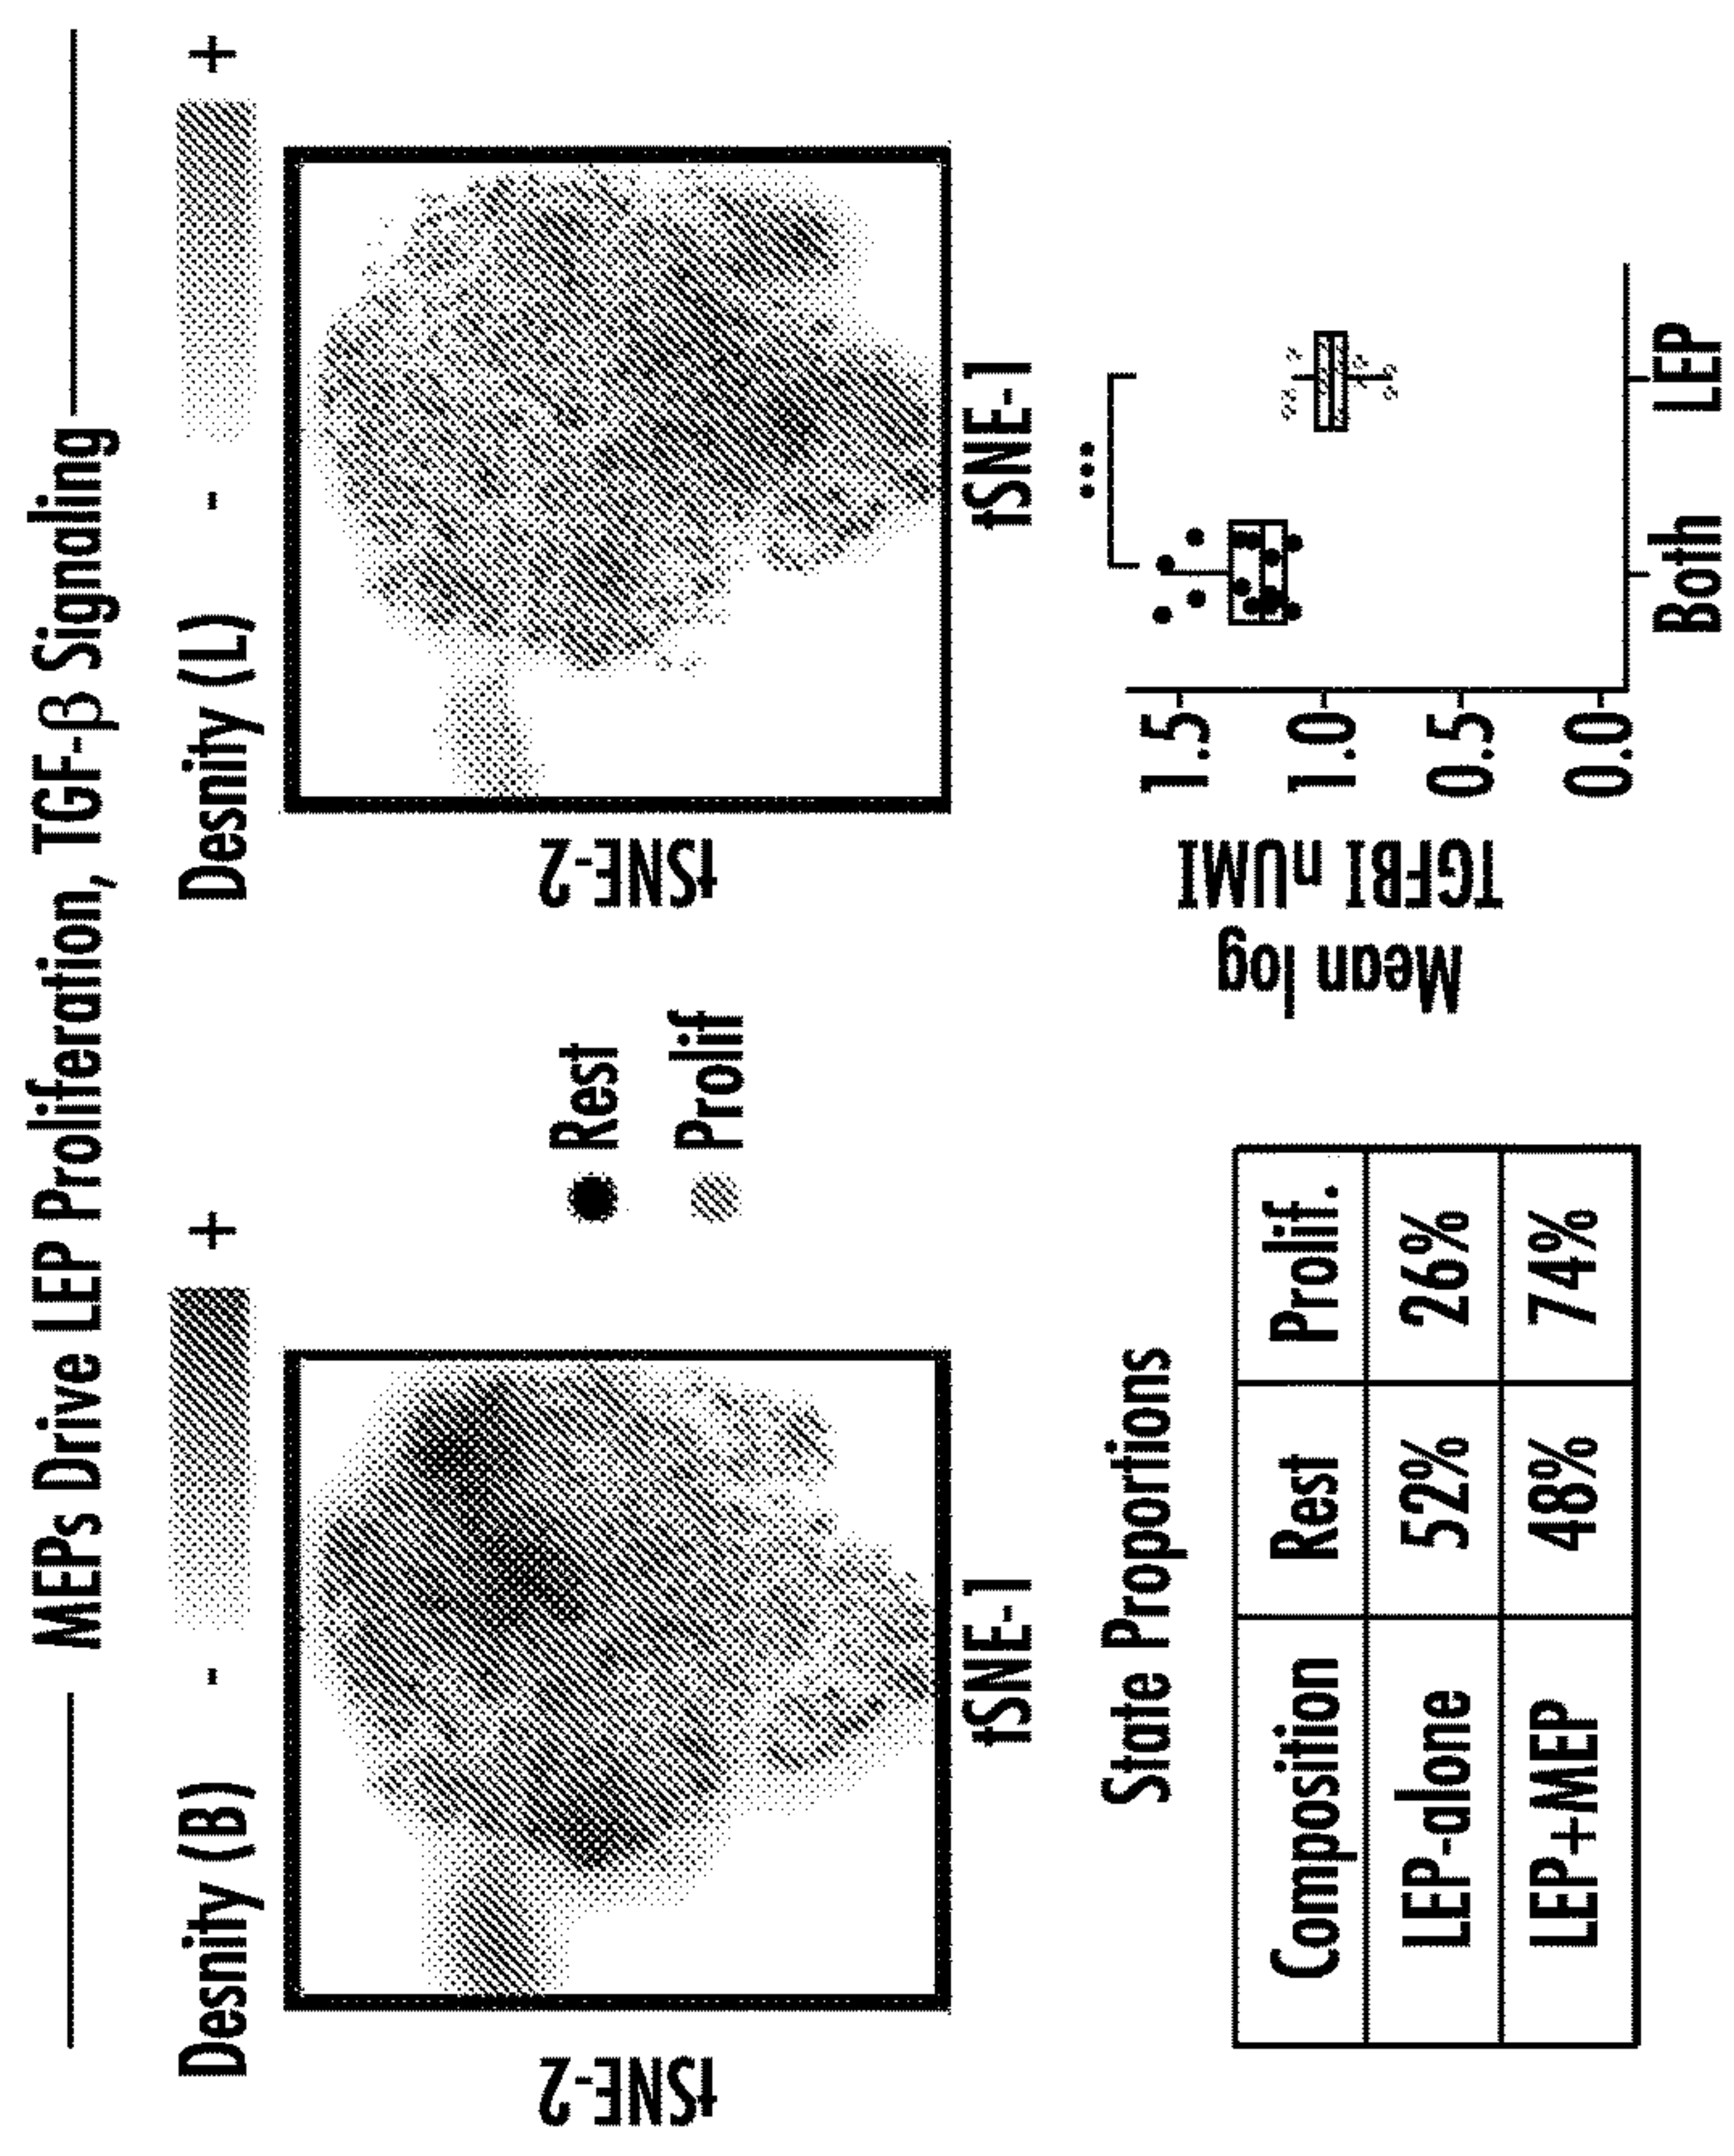 MEPs Drive LEP Proliferation, TGF-β Signaling
Desnity (B)
- +
tSNE-2
tSNE-1
Rest
Prolif
Desnity (L)
- +
tSNE-2
tSNE-1
State Proportions
Composition Rest Prolif.
LEP-alone 52% 26%
LEP+MEP 48% 74%
Mean log
TGFBI nUMI
1.5
1.0
0.5
0.0
•••
Both LEP